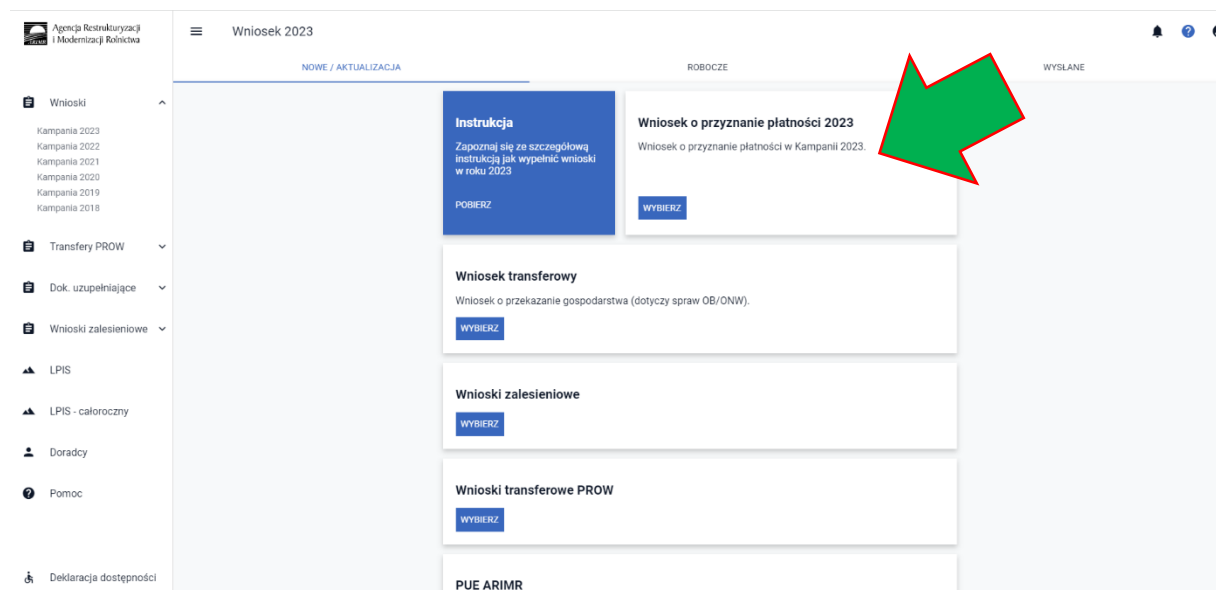 Agencja Restrukturyzacji
i Modernizacji Rolnictwa
Wniosek 2023
NOWE / AKTUALIZACJA
ROBOCZE
WYSŁANE
Wnioski
Kampania 2023
Kampania 2022
Kampania 2021
Kampania 2020
Kampania 2019
Kampania 2018
Transfery PROW
Dok. uzupełniające
Wnioski zalesieniowe
LPIS
LPIS - całoroczny
Doradcy
Pomoc
Deklaracja dostępności
Instrukcja
Zapoznaj się ze szczegółową
instrukcją jak wypełnić wnioski
w roku 2023
POBIERZ
Wniosek o przyznanie płatności 2023
Wniosek o przyznanie płatności w Kampanii 2023.
WYBIERZ
Wniosek transferowy
Wniosek o przekazanie gospodarstwa (dotyczy spraw OB/ONW).
WYBIERZ
Wnioski zalesieniowe
WYBIERZ
Wnioski transferowe PROW
WYBIERZ
PUE ARIMR